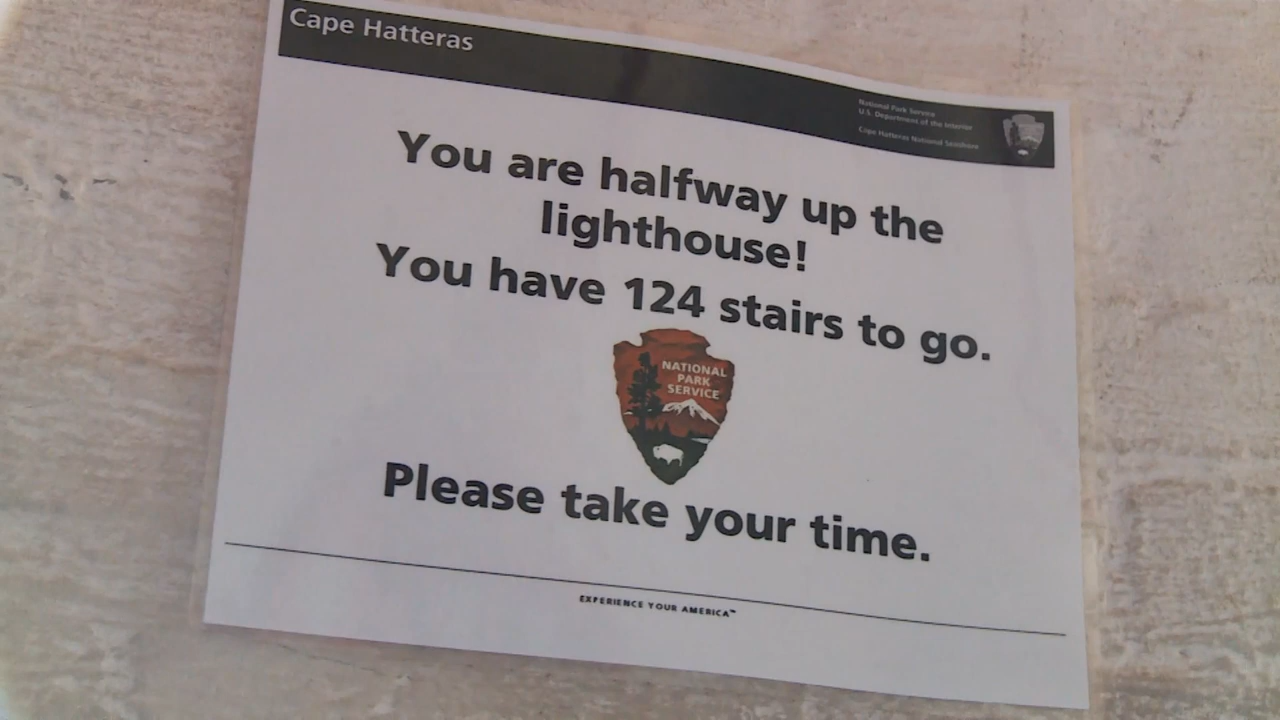 Cape Hatteras
National Park Service
U.S. Department of the Interior
Cape Hatteras National Seashore
You are halfway up the
lighthouse!
You have 124 stairs to go.
NATIONAL
PARK
SERVICE
Please take your time.
EXPERIENCE YOUR AMERICA™